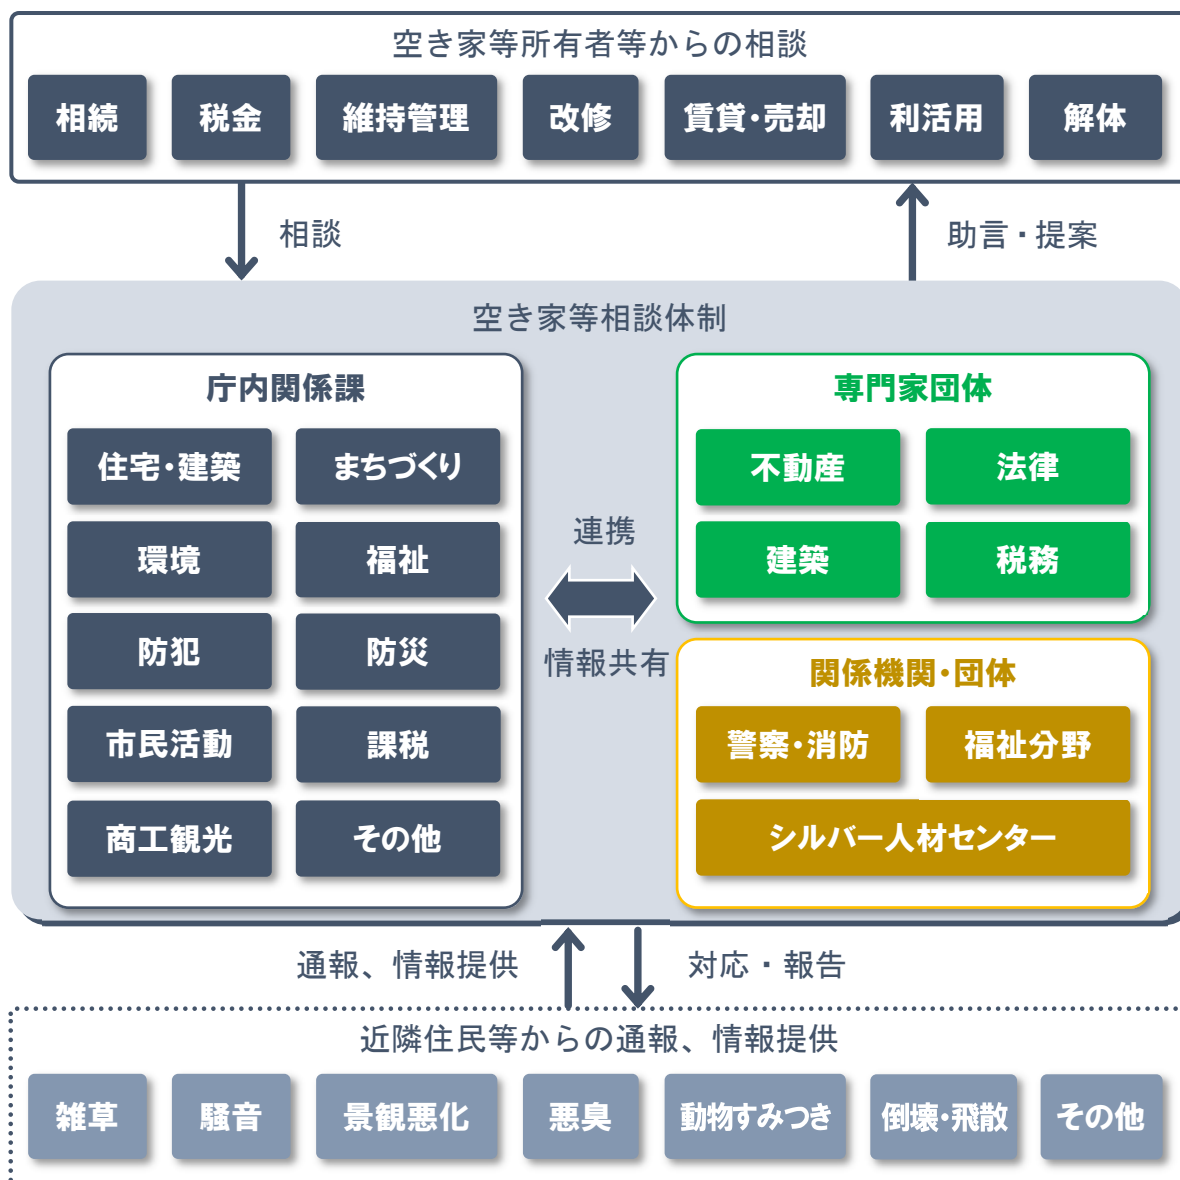 空き家等所有者等からの相談
相続 税金 維持管理 改修 賃貸・売却 利活用 解体
相談 助言・提案
空き家等相談体制
庁内関係課
住宅・建築 まちづくり
環境 福祉
防犯 防災
市民活動 課税
商工観光 その他
連携
情報共有
専門家団体
不動産 法律
建築 税務
関係機関・団体
警察・消防 福祉分野
シルバー人材センター
通報、情報提供 対応・報告
近隣住民等からの通報、情報提供
雑草 騒音 景観悪化 悪臭 動物すみつき 倒壊・飛散 その他